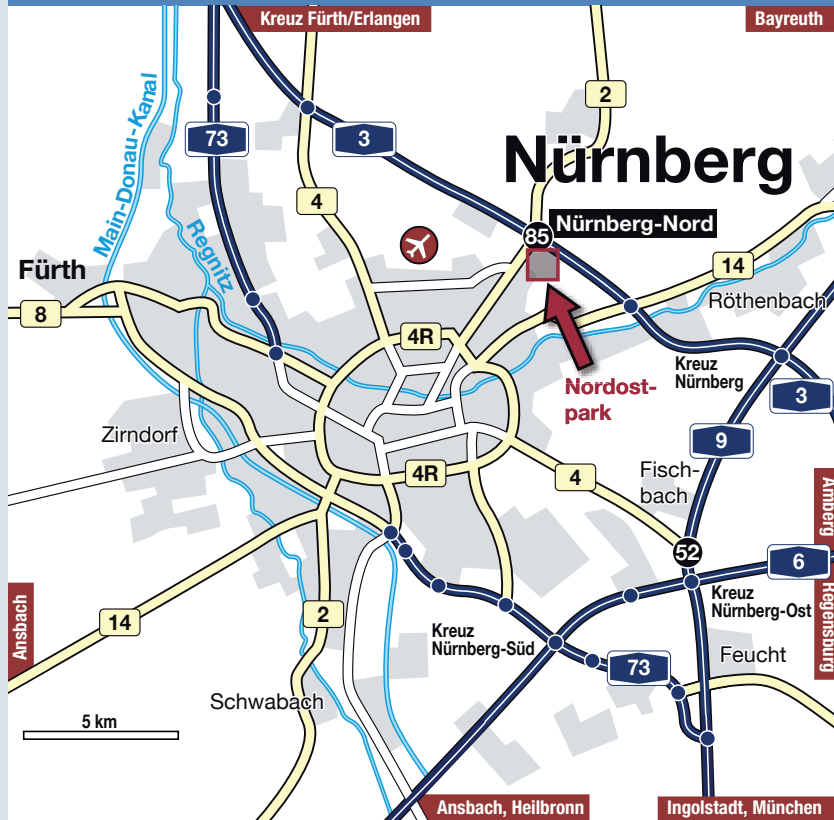 Kreuz Fürth/Erlangen
Bayreuth
Main-Donau-Kanal
2
73
3
Nürnberg
4
Regnitz
85
Nürnberg-Nord
Fürth
14
8
Röthenbach
4R
Kreuz
Nürnberg
Nordost-
park
3
Zirndorf
9
4R
4
Fisch-
bach
Amberg
52
6
Ansbach
14
2
Kreuz
Nürnberg-Süd
Kreuz
Nürnberg-Ost
Regensburg
73
Feucht
Schwabach
5 km
Ansbach, Heilbronn
Ingolstadt, München